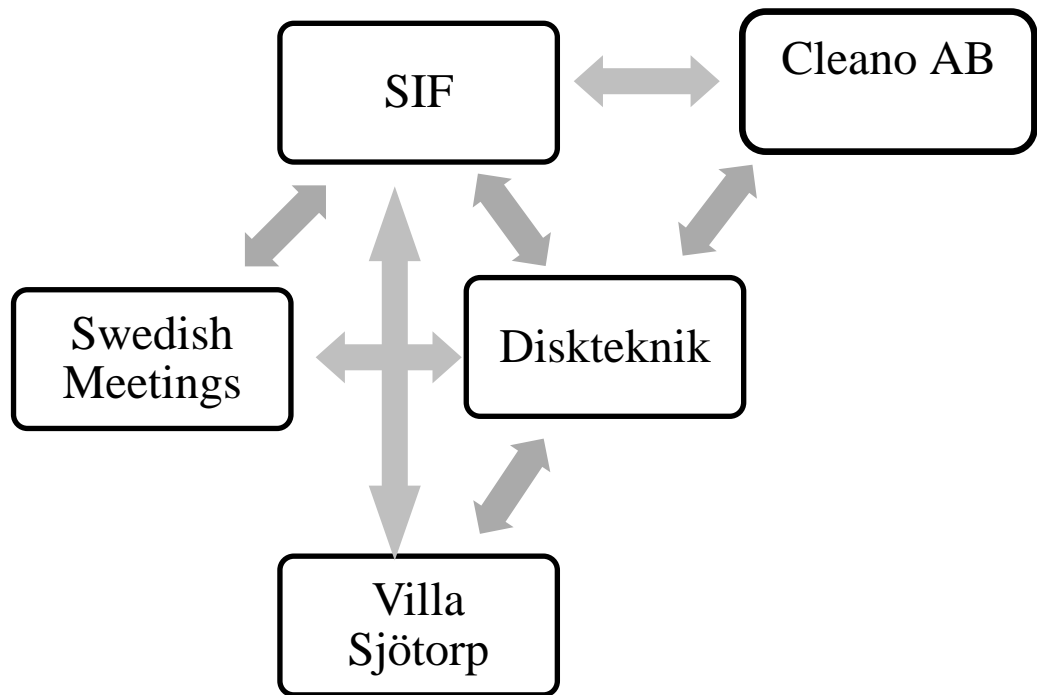 SIF
Cleano AB
Swedish
Meetings
Diskteknik
Villa
Sjötorp